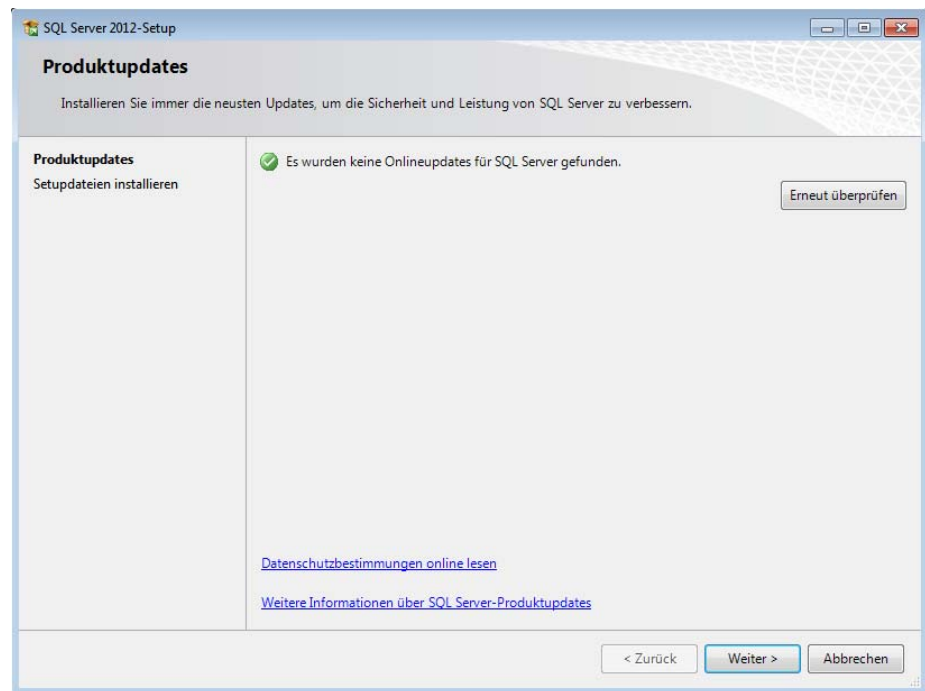 SQL Server 2012-Setup
Produktupdates
Installieren Sie immer die neusten Updates, um die Sicherheit und Leistung von SQL Server zu verbessern.
Produktupdates
Setupdateien installieren
Es wurden keine Onlineupdates für SQL Server gefunden.
Erneut überprüfen
Datenschutzbestimmungen online lesen
Weitere Informationen über SQL Server-Produktupdates
< Zurück
Weiter >
Abbrechen